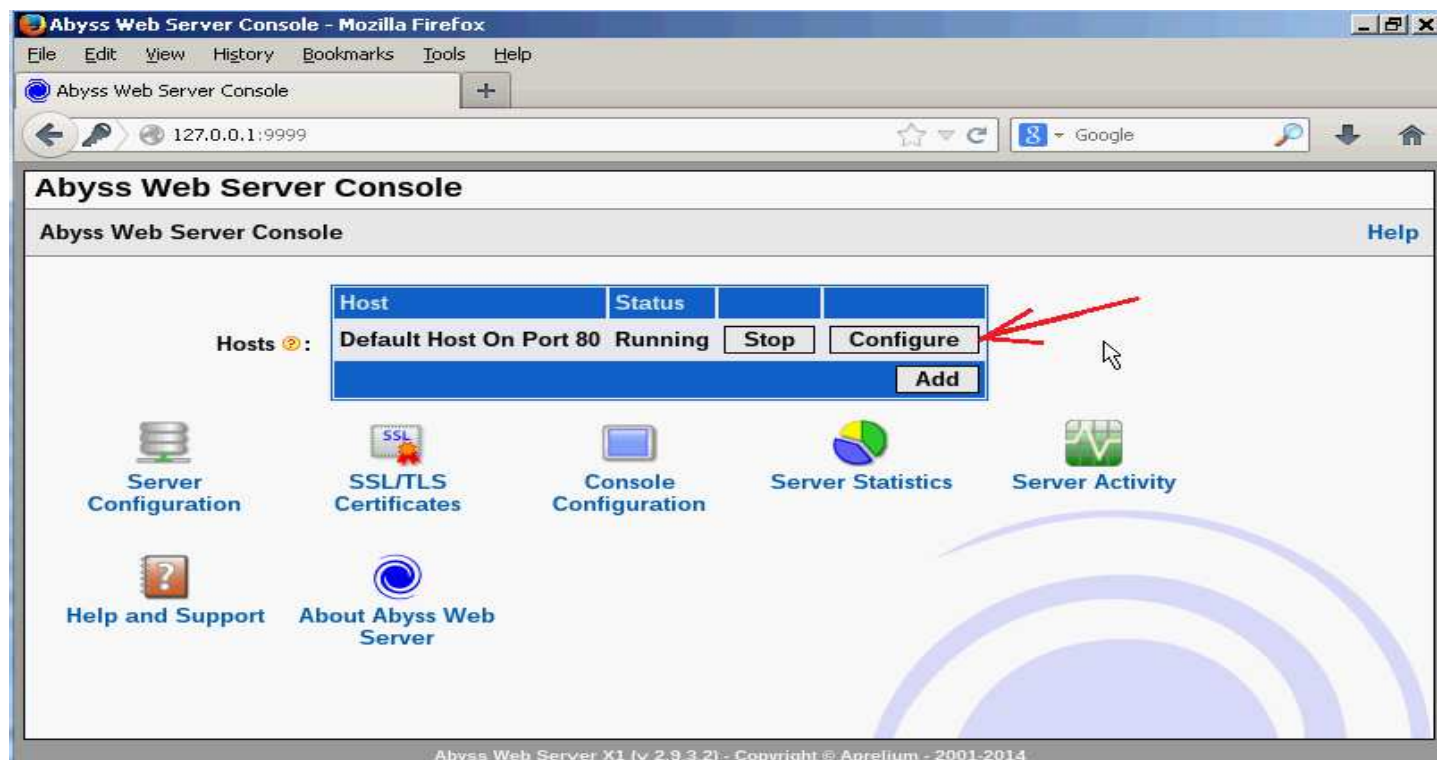 Abyss Web Server Console - Mozilla Firefox
File Edit View History Bookmarks Tools Help
Abyss Web Server Console
127.0.0.1:9999
8 Google
Abyss Web Server Console
Abyss Web Server Console Help
Host Status
Hosts ?: Default Host On Port 80 Running Stop Configure
Add
SSL
Server Configuration
SSL/TLS Certificates
Console Configuration
Server Statistics
Server Activity
?
Help and Support
About Abyss Web Server
Abyss Web Server X1 (v 2.9.3.2) - Copyright © Aprelium - 2001-2014